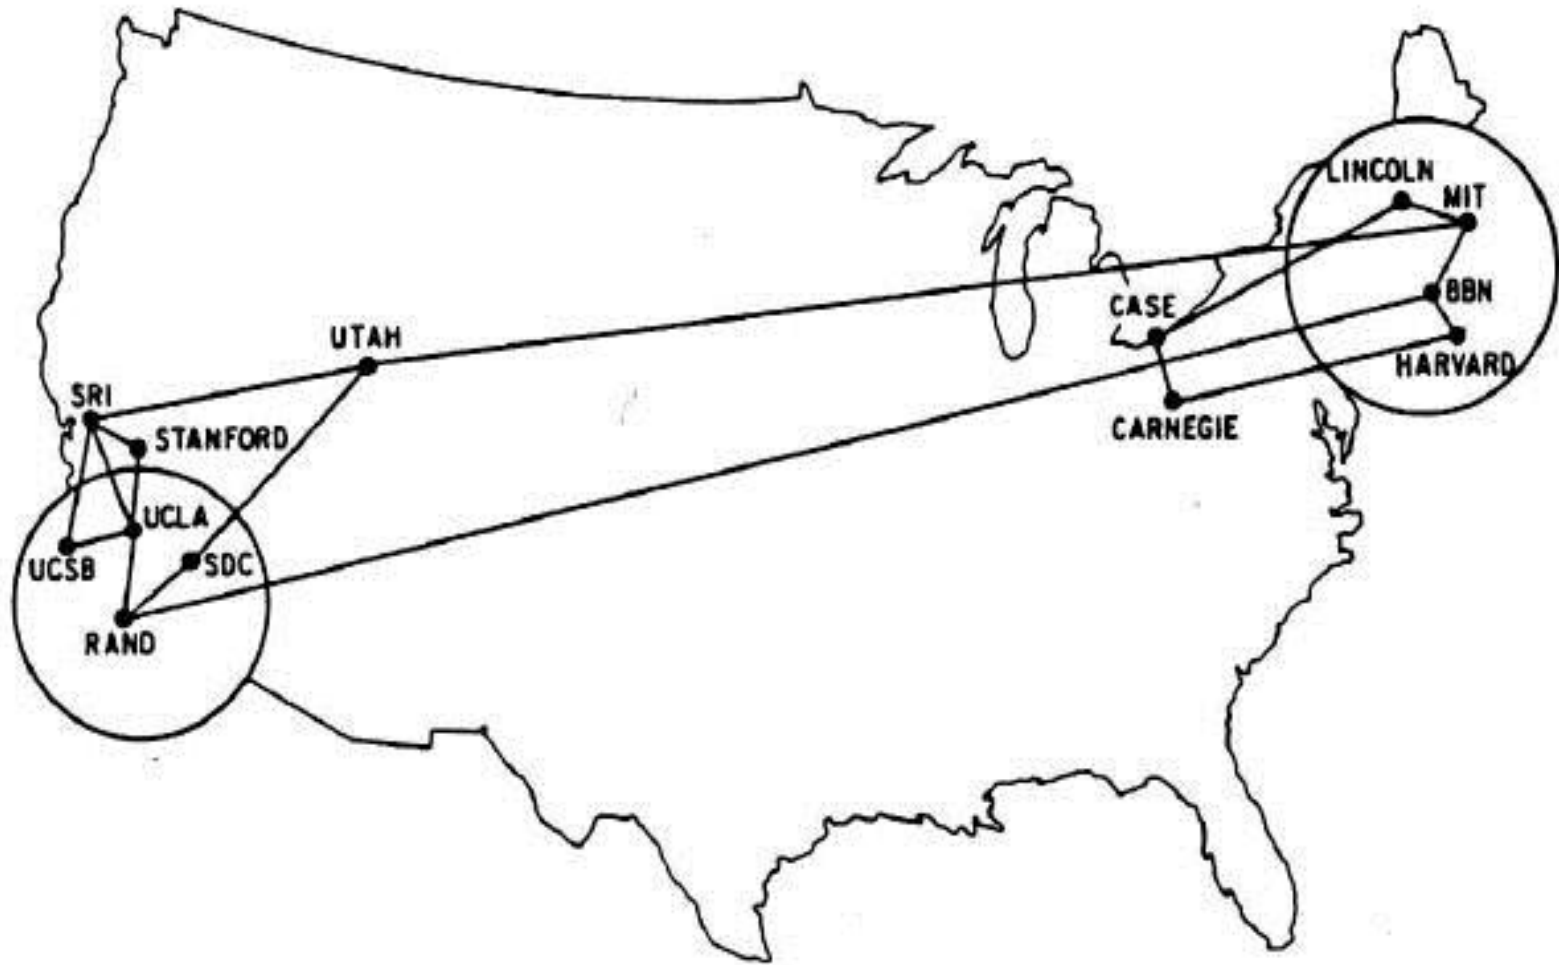 LINCOLN
MIT
BBN
CASE
UTAH
HARVARD
SRI
CARNEGIE
STANFORD
UCLA
UCSB
SDC
RAND